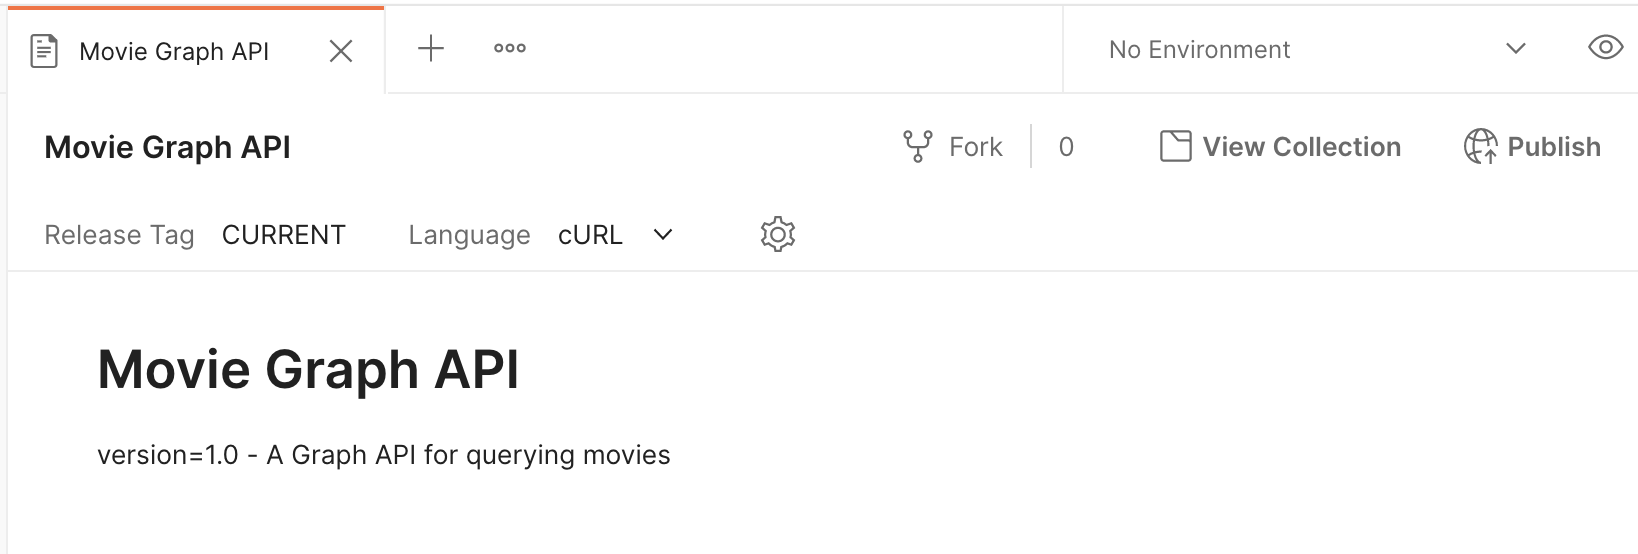 Movie Graph API
No Environment
Movie Graph API
Fork 0
View Collection
Publish
Release Tag CURRENT Language cURL
Movie Graph API
version=1.0 - A Graph API for querying movies